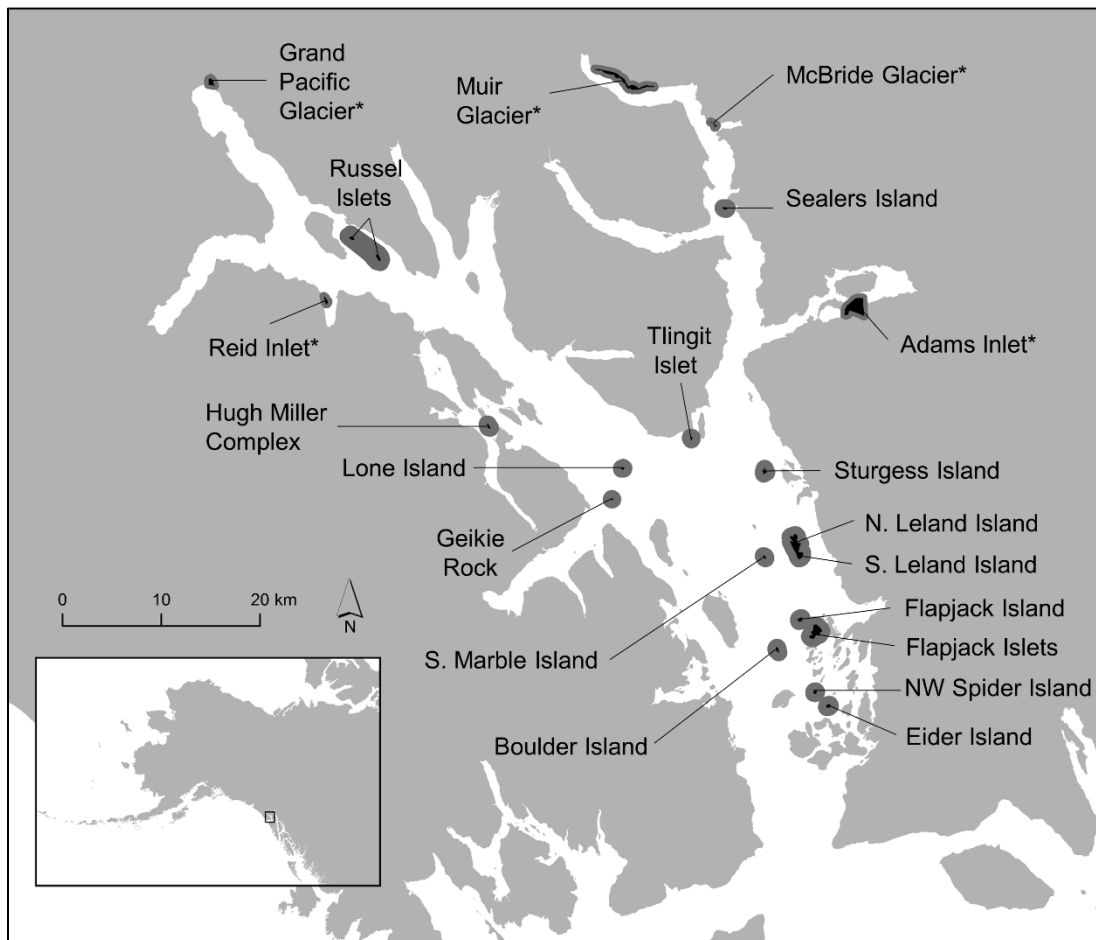 Grand
Pacific
Glacier*
Muir
Glacier*
McBride Glacier*
Russel
Islets
Sealers Island
Reid Inlet*
Tlingit
Islet
Adams Inlet*
Hugh Miller
Complex
Lone Island
Sturgess Island
Geikie
Rock
N. Leland Island
S. Leland Island
0 20 km
N
Flapjack Island
S. Marble Island
Flapjack Islets
NW Spider Island
Boulder Island
Eider Island